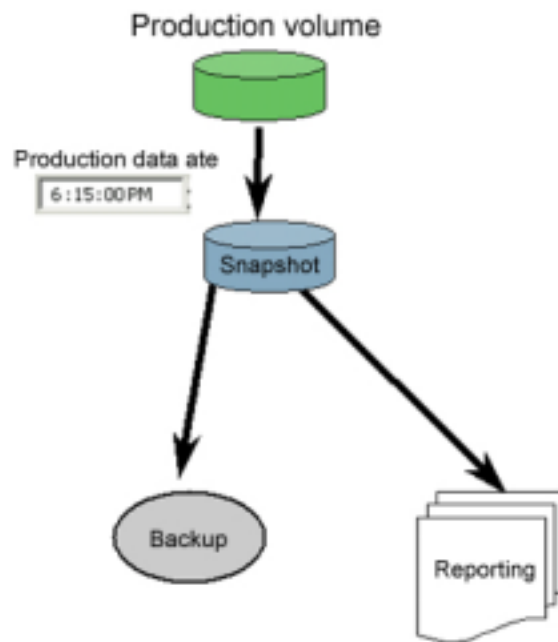 Production volume
Production data ate
6:15:00PM
Snapshot
Backup
Reporting